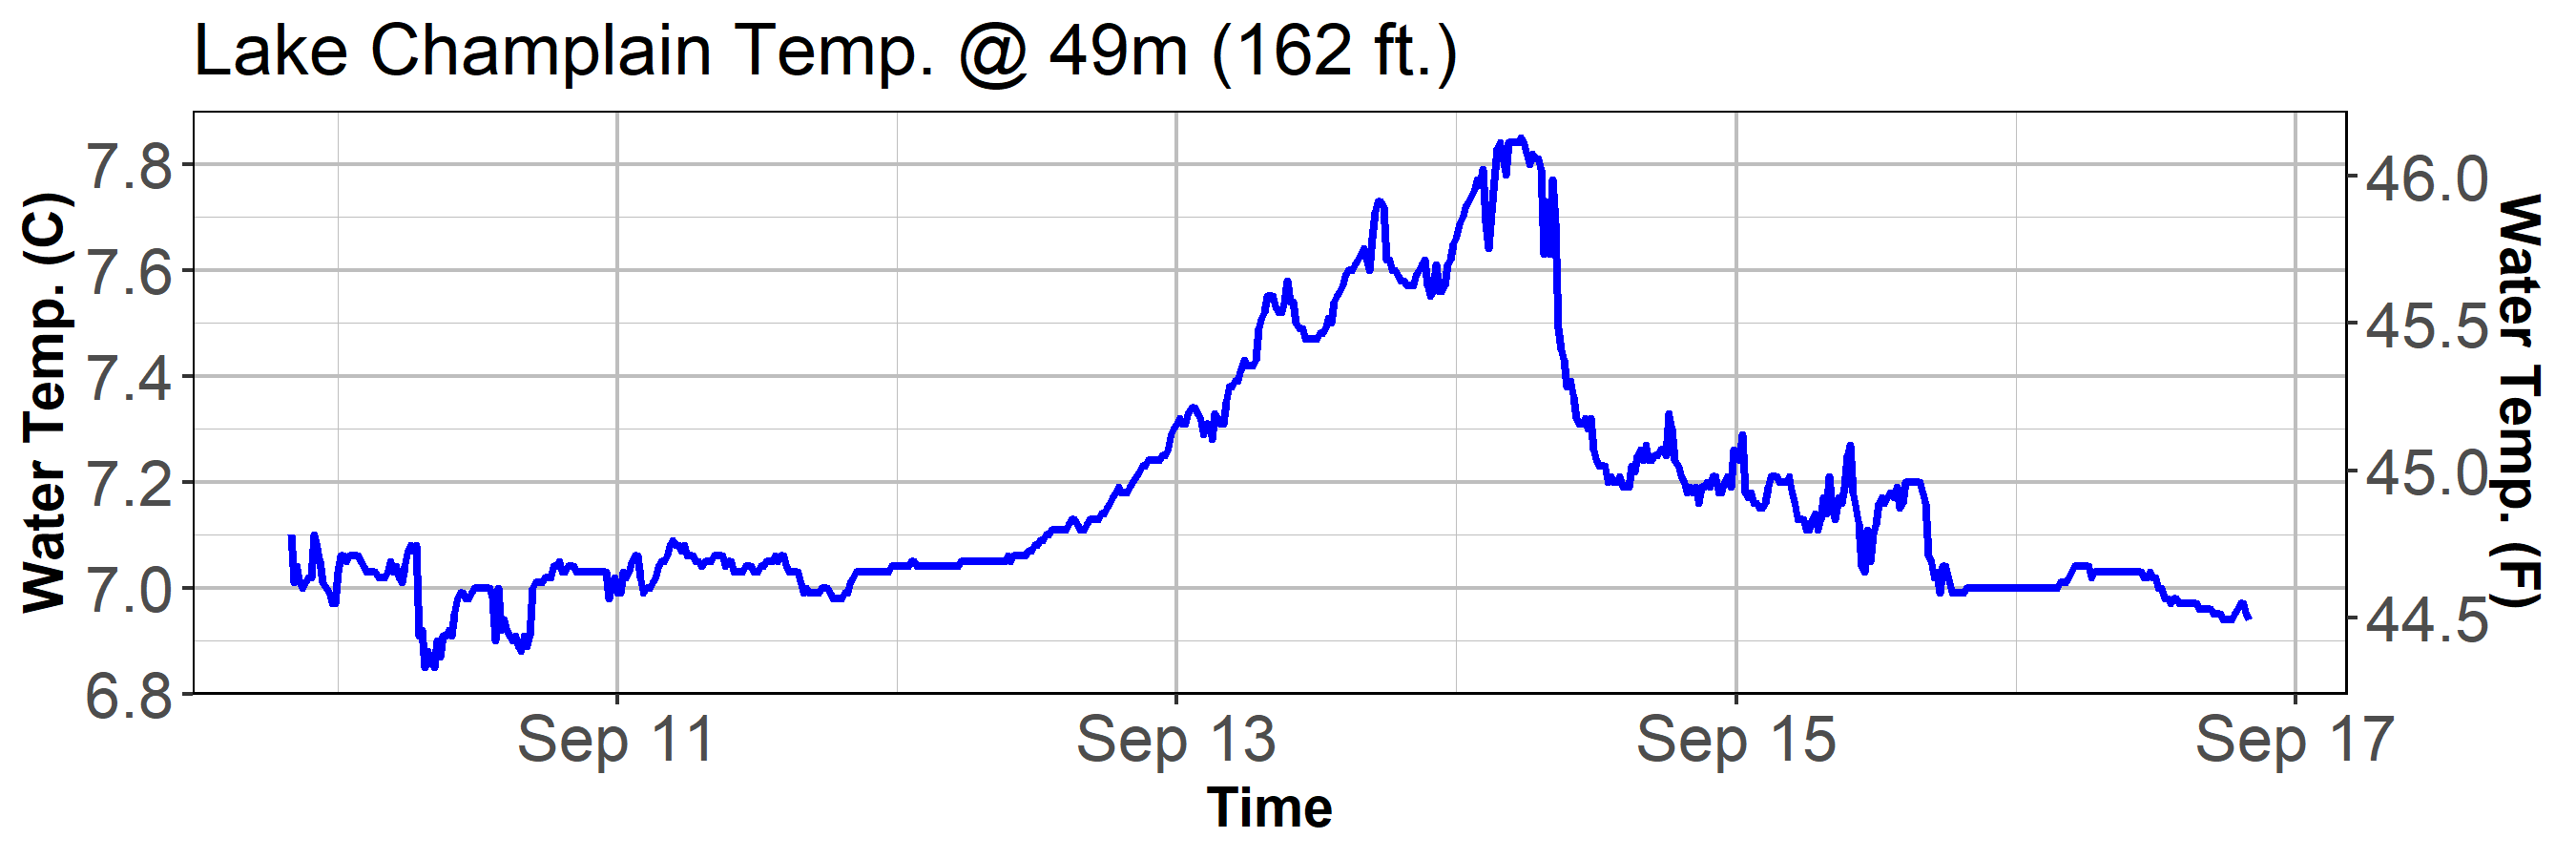 Lake Champlain Temp. @ 49m (162 ft.)
Water Temp. (C)
7.8
7.6
7.4
7.2
7.0
6.8
46.0
45.5
45.0
44.5
Water Temp. (F)
Sep 11
Sep 13
Sep 15
Sep 17
Time